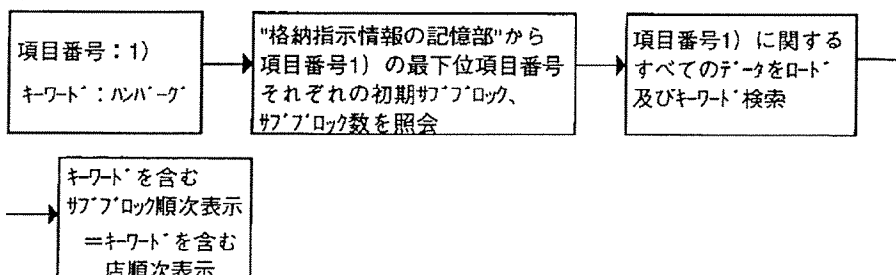 項目番号：1)
ｷｰﾜｰﾄﾞ：ﾊﾝﾊﾞｰｸﾞ
"格納指示情報の記憶部"から
項目番号1) の最下位項目番号
それぞれの初期ｻﾌﾞﾌﾞﾛｯｸ、
ｻﾌﾞﾌﾞﾛｯｸ数を照会
項目番号1) に関する
すべてのﾃﾞｰﾀをﾛｰﾄﾞ
及びｷｰﾜｰﾄﾞ検索
ｷｰﾜｰﾄﾞを含む
ｻﾌﾞﾌﾞﾛｯｸ順次表示
＝ｷｰﾜｰﾄﾞを含む
店順次表示